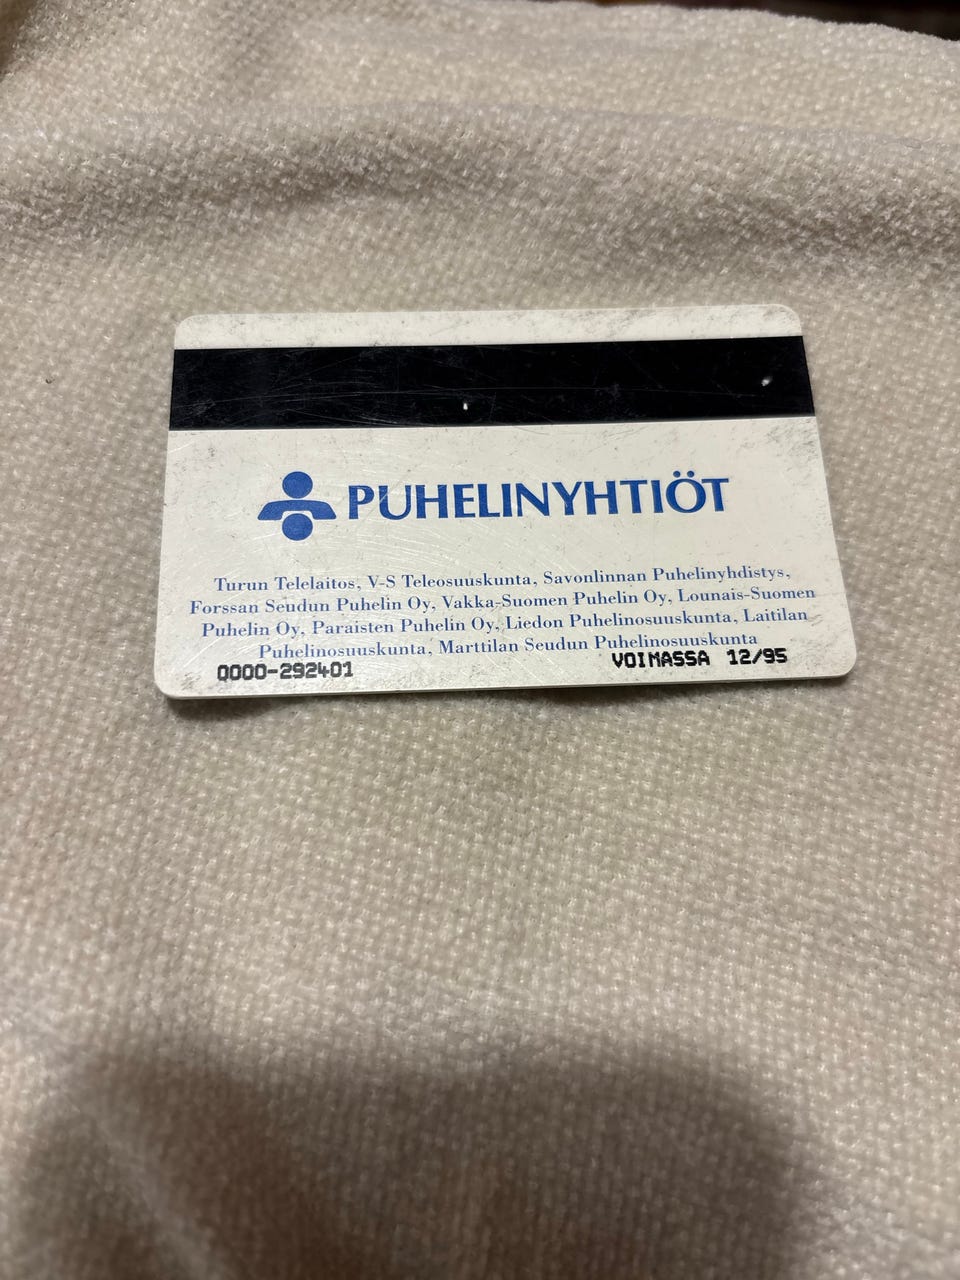 PUHELINYHTIÖT
Turun Telelaitos, V-S Teleosuuskunta, Savonlinnan Puhelinyhdistys,
Forssan Seudun Puhelin Oy, Vakka-Suomen Puhelin Oy, Lounais-Suomen
Puhelin Oy, Paraisten Puhelin Oy, Liedon Puhelinosuuskunta, Laitilan
Puhelinosuuskunta, Marttilan Seudun Puhelinosuuskunta
0000-292401 VOIMASSA 12/95